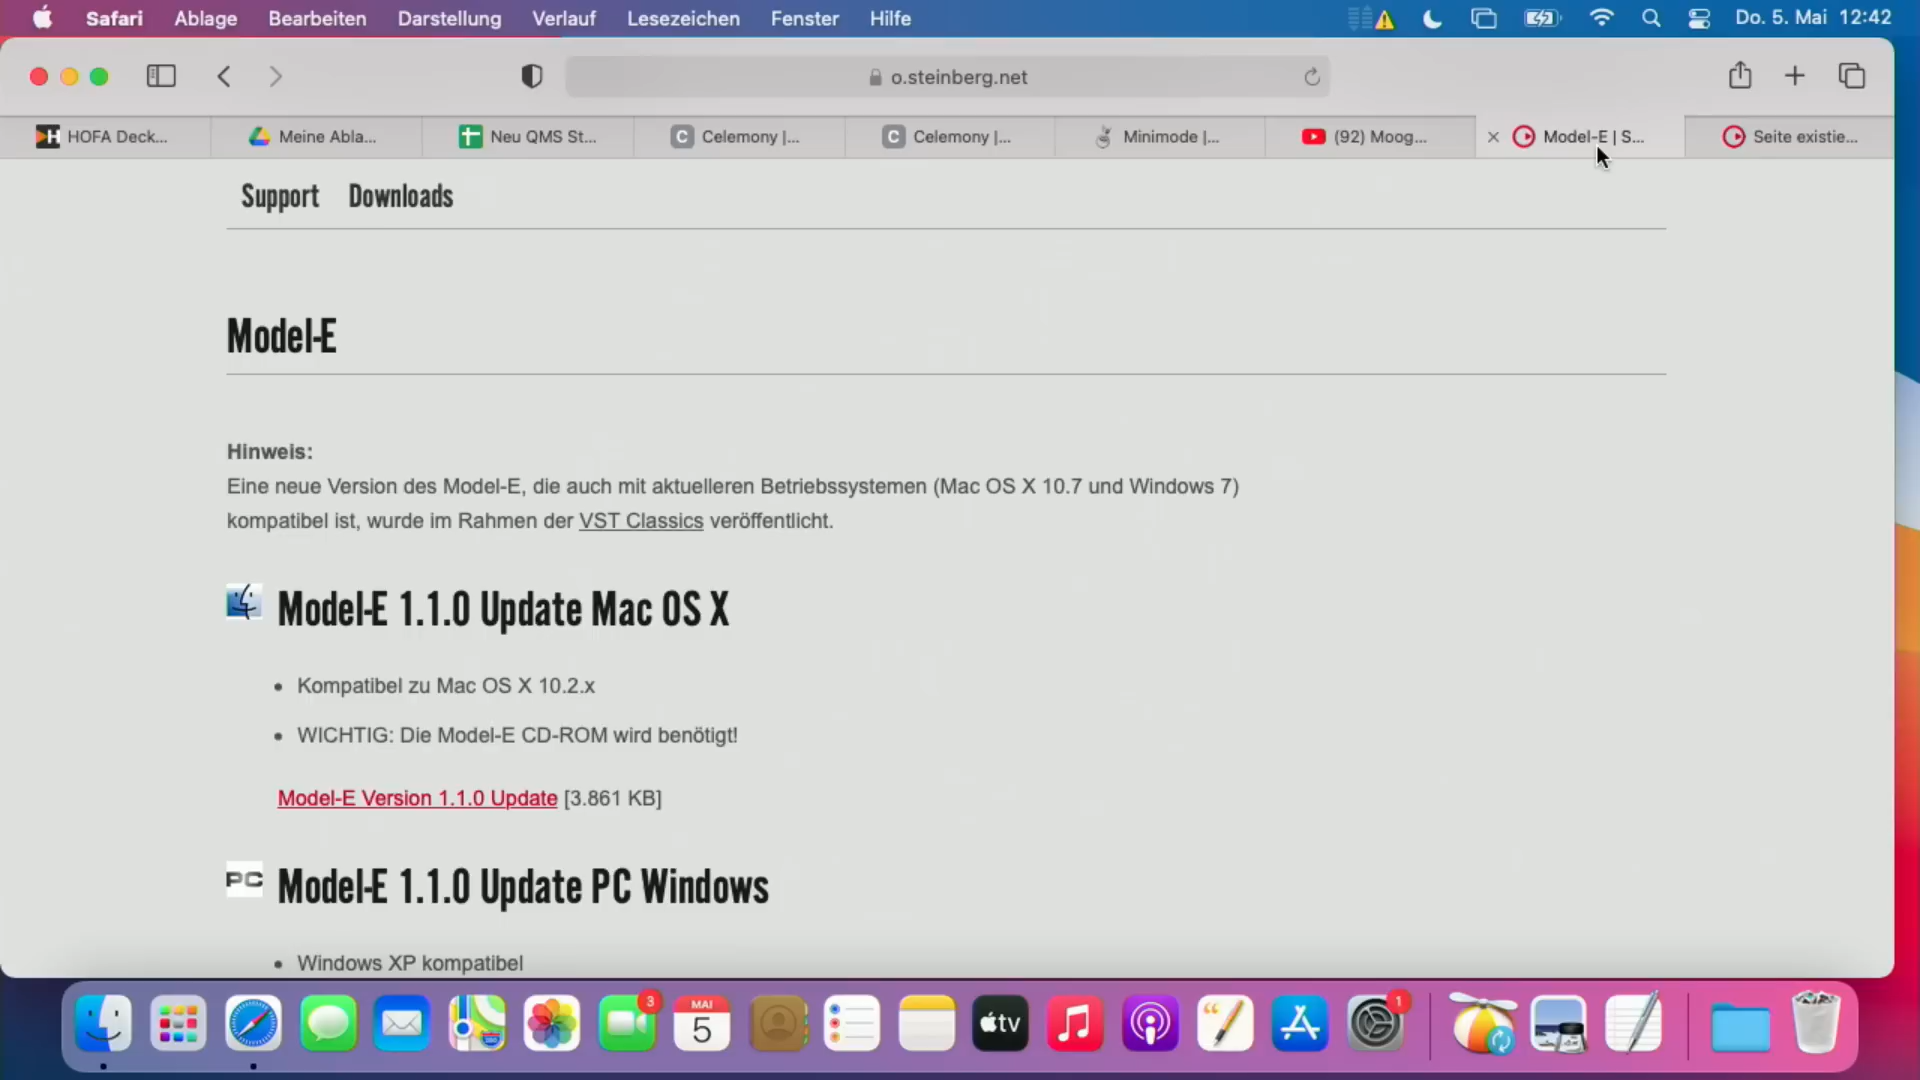 Safari Ablage Bearbeiten Darstellung Verlauf Lesezeichen Fenster Hilfe Do. 5. Mai 12:42
o.steinberg.net
HOFA Deck... Meine Abla... Neu QMS St... Celemony |... Celemony |... Minimode |... (92) Moog... Model-E | S... Seite existie...
Support Downloads
Model-E
Hinweis:
Eine neue Version des Model-E, die auch mit aktuelleren Betriebssystemen (Mac OS X 10.7 und Windows 7)
kompatibel ist, wurde im Rahmen der VST Classics veröffentlicht.
Model-E 1.1.0 Update Mac OS X
• Kompatibel zu Mac OS X 10.2.x
• WICHTIG: Die Model-E CD-ROM wird benötigt!
Model-E Version 1.1.0 Update [3.861 KB]
PC Model-E 1.1.0 Update PC Windows
• Windows XP kompatibel
3 MAI 1
5 tv